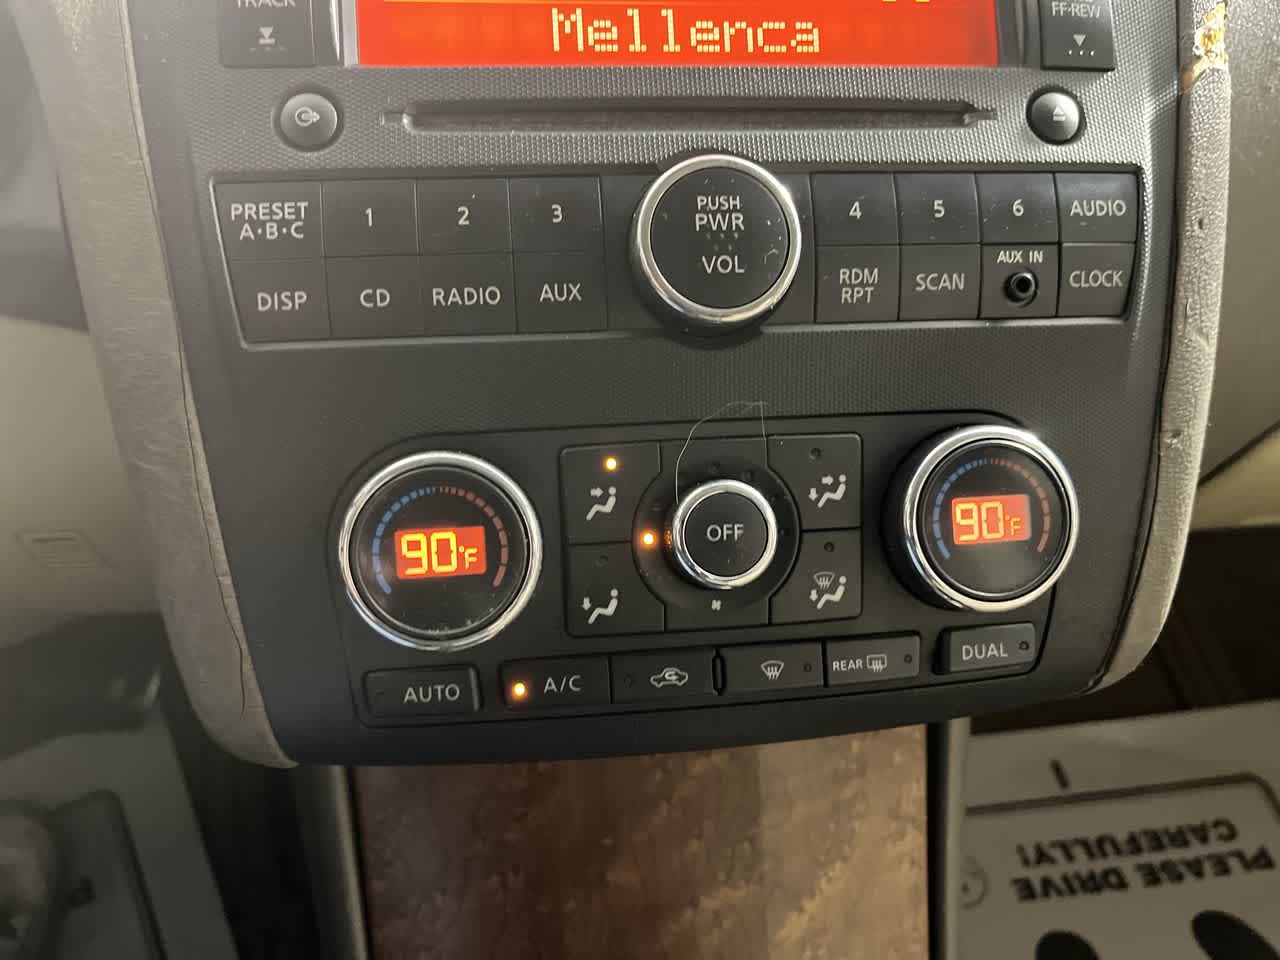 TRACK
Mellenca
FF·REW
PRESET
A·B·C
1
2
3
PUSH
PWR
VOL
4
5
6
AUDIO
DISP
CD
RADIO
AUX
RDM
RPT
SCAN
AUX IN
CLOCK
90°F
OFF
90°F
AUTO
A/C
REAR
DUAL
PLEASE DRIVE
CAREFULLY!